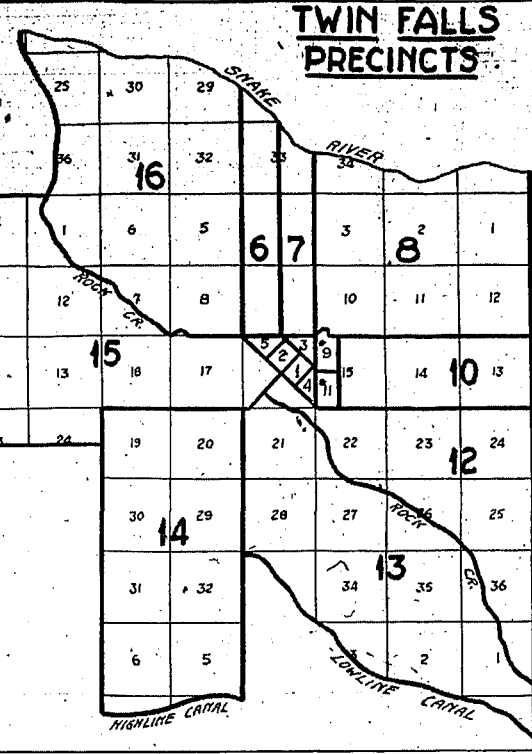 TWIN FALLS
PRECINCTS
SNAKE
RIVER
25 30 29
36 31 32 33 34
16
6 7 8
1 6 5 3 2 1
ROCK
CR.
12 7 8 10 11 12
15
5 3 9
2
1
4 11
13 18 17 15 14 10 13
24 19 20 21 22 23 24
12
30 29 28 27 26 25
ROCK
CR.
14
13
31 32 34 35 36
6 5 3 2 1
LOWLINE
CANAL
HIGHLINE CANAL